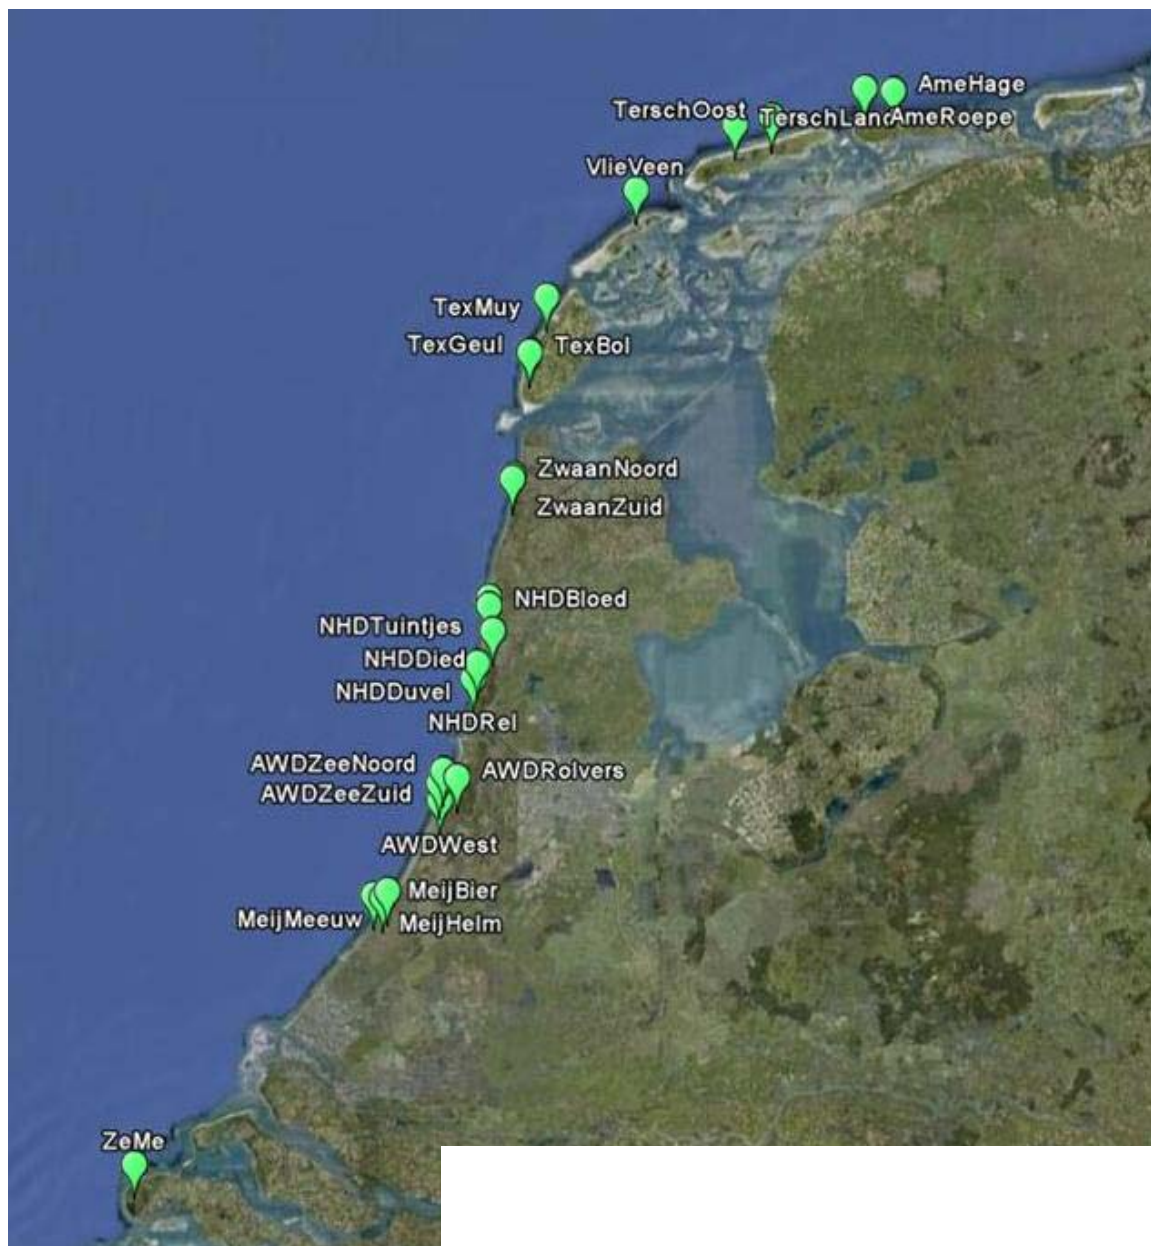 AmeHage
TerschOost
TerschLand
AmeRoepe
VlieVeen
TexMuy
TexGeul
TexBol
ZwaanNoord
ZwaanZuid
NHDBloed
NHDTuintjes
NHDDied
NHDDuvel
NHDRel
AWDZeeNoord
AWDRolvers
AWDZeeZuid
AWDWest
MeijBier
MeijMeeuw
MeijHelm
ZeMe